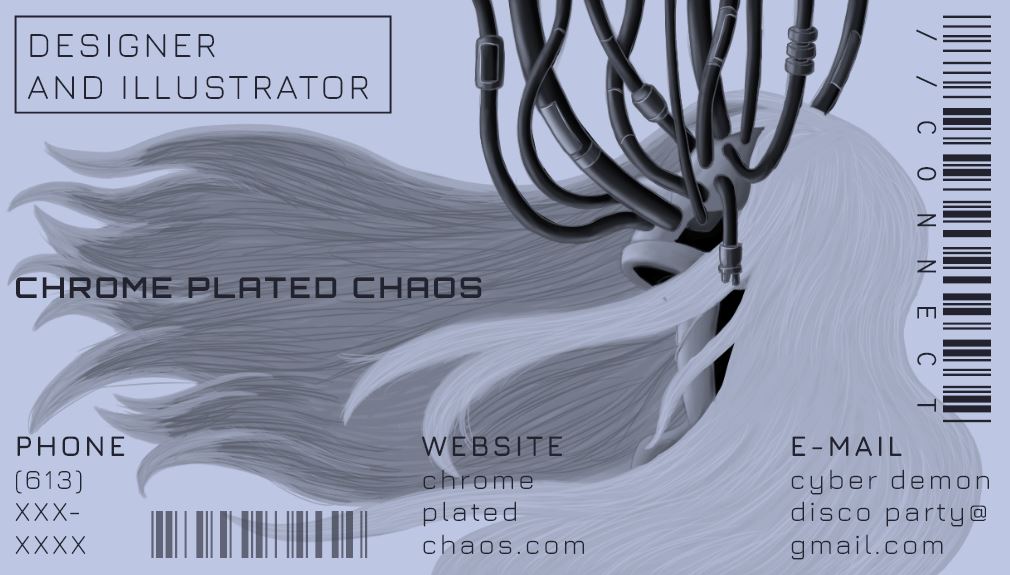 DESIGNER
AND ILLUSTRATOR
// CONNECT
CHROME PLATED CHAOS
PHONE
(613)
XXX-
XXXX
WEBSITE
chrome
plated
chaos.com
E-MAIL
cyber demon
disco party@
gmail.com